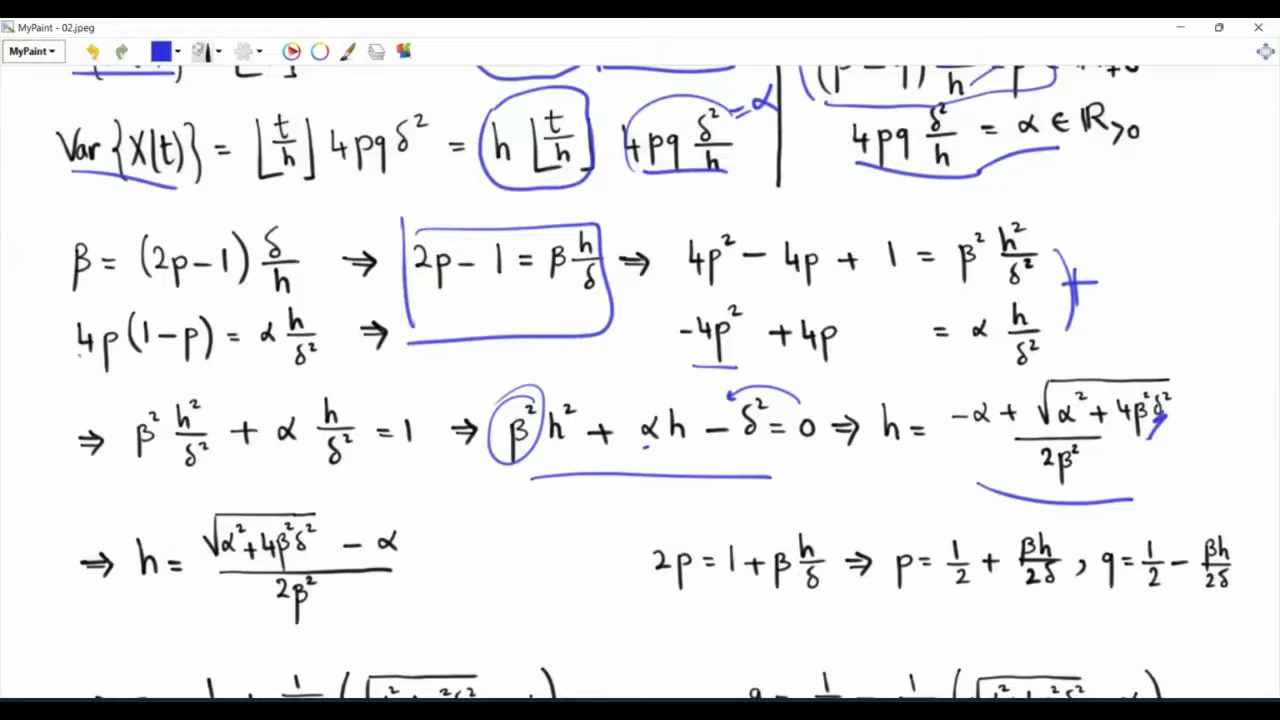 MyPaint - 02.jpeg
MyPaint
(p - q) δ/h = β
Var{X(t)} = ⌊t/h⌋ 4pqδ² = h⌊t/h⌋ 4pq δ²/h = α
4pq δ²/h = α ∈ ℝ>0
β = (2p-1) δ/h → 2p - 1 = β h/δ ⇒ 4p² - 4p + 1 = β² h²/δ²
+
4p(1-p) = α h/δ² ⇒ -4p² + 4p = α h/δ²
⇒ β² h²/δ² + α h/δ² = 1 ⇒ β²h² + αh - δ² = 0 ⇒ h = (-α + √(α² + 4β²δ²))/(2β²)
⇒ h = (√(α² + 4β²δ²) - α)/(2β²)
2p = 1 + β h/δ ⇒ p = 1/2 + βh/2δ , q = 1/2 - βh/2δ